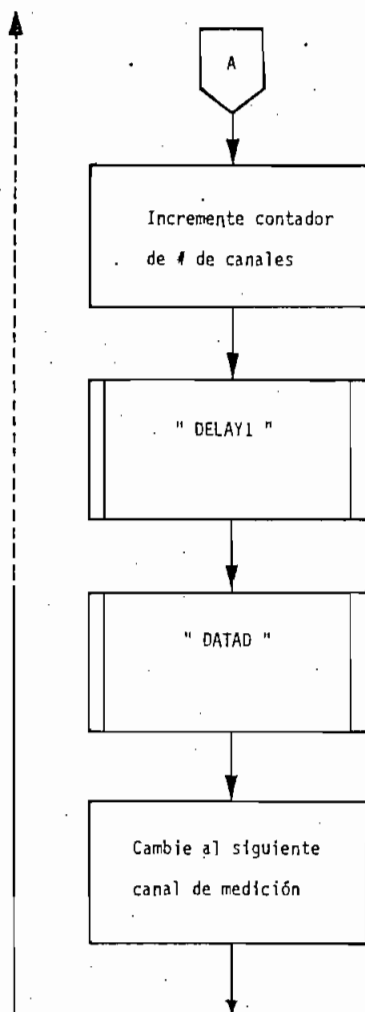 A
Incremente contador
de # de canales
" DELAY1 "
" DATAD "
Cambie al siguiente
canal de medición